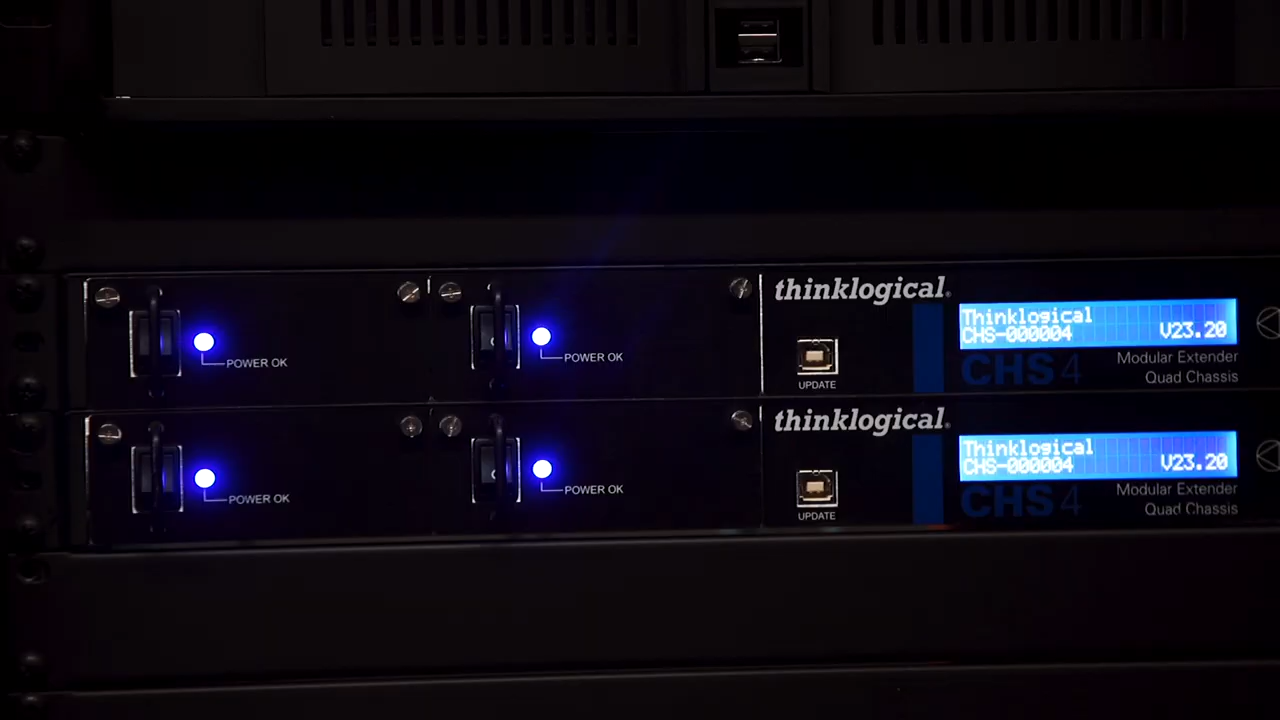 thinklogical.
Thinklogical
CHS-000004 V23.20
POWER OK
POWER OK
UPDATE
CHS4
Modular Extender
Quad Chassis
thinklogical.
Thinklogical
CHS-000004 V23.20
POWER OK
POWER OK
UPDATE
CHS4
Modular Extender
Quad Chassis